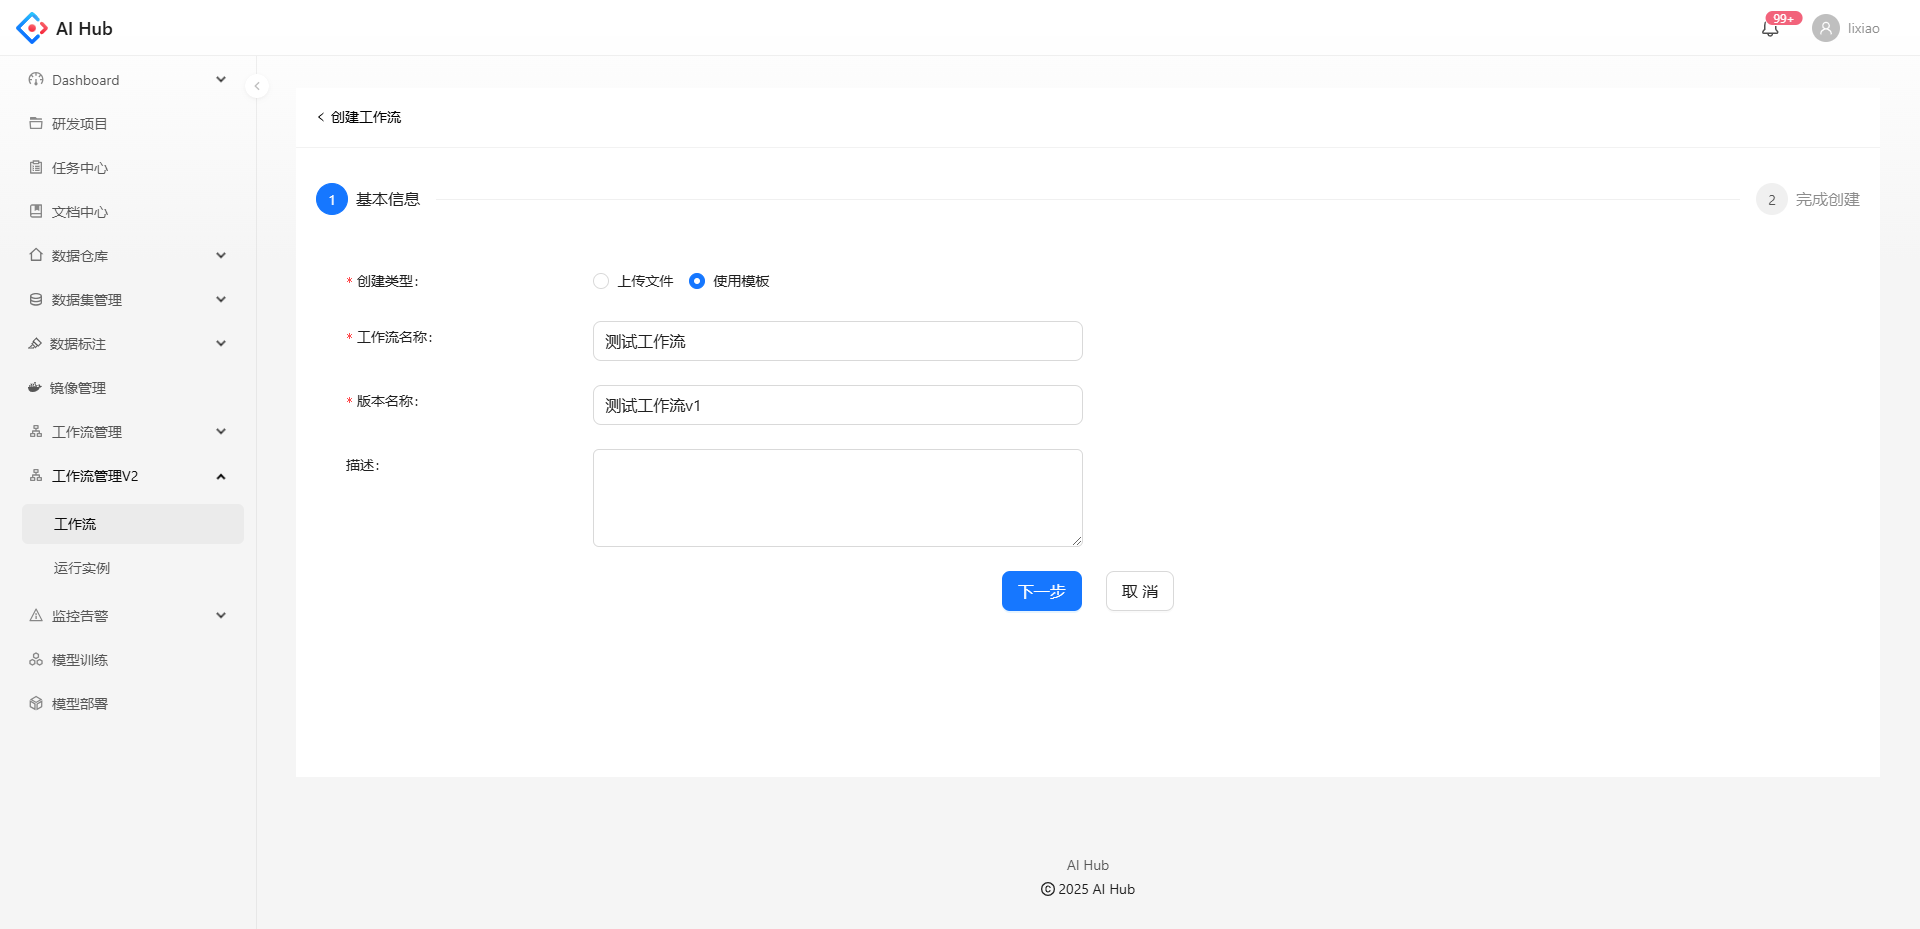 AI Hub
99+
lixiao
Dashboard
研发项目
任务中心
文档中心
数据仓库
数据集管理
数据标注
镜像管理
工作流管理
工作流管理V2
工作流
运行实例
监控告警
模型训练
模型部署
创建工作流
1 基本信息
2 完成创建
* 创建类型:
上传文件
使用模板
* 工作流名称:
测试工作流
* 版本名称:
测试工作流v1
描述:
下一步
取 消
AI Hub
© 2025 AI Hub